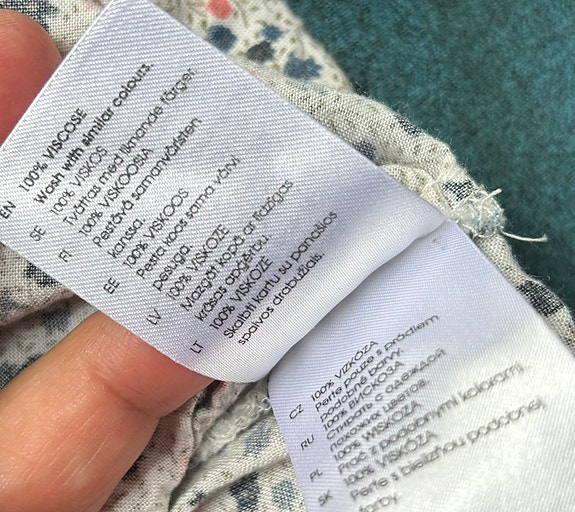 EN 100% VISCOSE
Wash with similar colours.
SE 100% VISKOS
Tvättas med liknande färger.
FI 100% VISKOOSIA
Pestävä samanväristen
kanssa.
EE 100% VISKOOS
Pesta koos sama värvi
pesuga.
LV 100% VISKOZE
Mazgāt kopā ar līdzīgas
krāsas apģērbu.
LT 100% VISKOZĖ
Skalbti kartu su panašios
spalvos drabužiais.
CZ 100% VIZKÓZA
Perte pouze s prádlem
podobné barvy.
RU 100% ВИСКОЗА
Стирать с одеждой
похожих цветов.
PL 100% WISKOZA
Prać z podobnymi kolorami.
SK 100% VISKÓZA
Perte s bielizňou podobnej
farby.